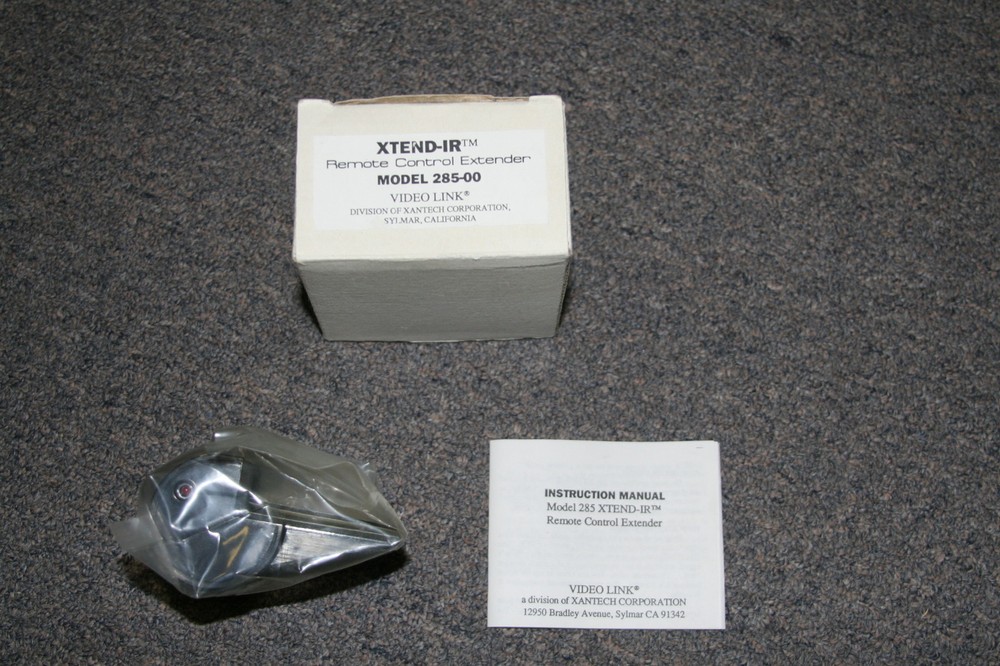 XTEND-IR™
Remote Control Extender
MODEL 285-00
VIDEO LINK®
DIVISION OF XANTECH CORPORATION,
SYLMAR, CALIFORNIA
INSTRUCTION MANUAL
Model 285 XTEND-IR™
Remote Control Extender
VIDEO LINK®
a division of XANTECH CORPORATION
12950 Bradley Avenue, Sylmar CA 91342